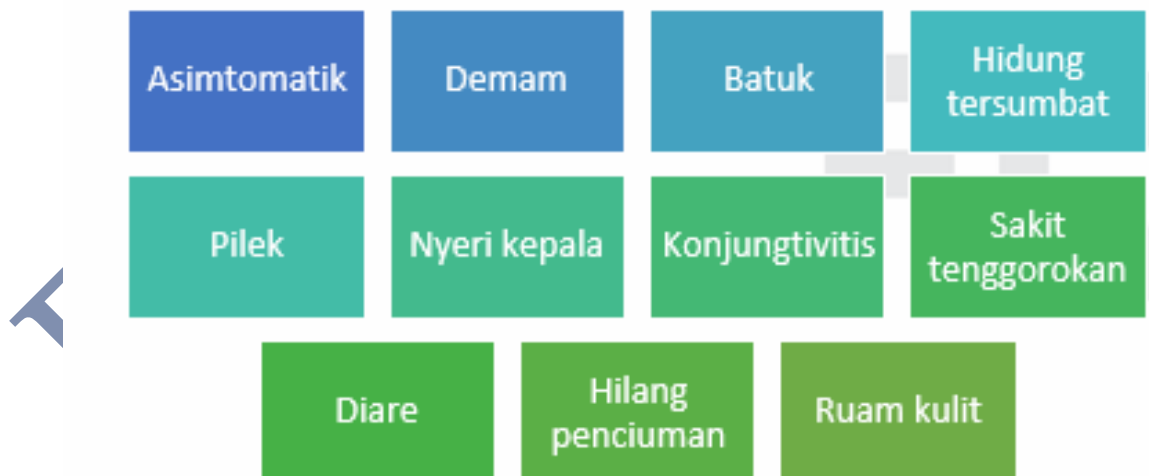 Asimtomatik
Demam
Batuk
Hidung
tersumbat
Pilek
Nyeri kepala
Konjungtivitis
Sakit
tenggorokan
Diare
Hilang
penciuman
Ruam kulit